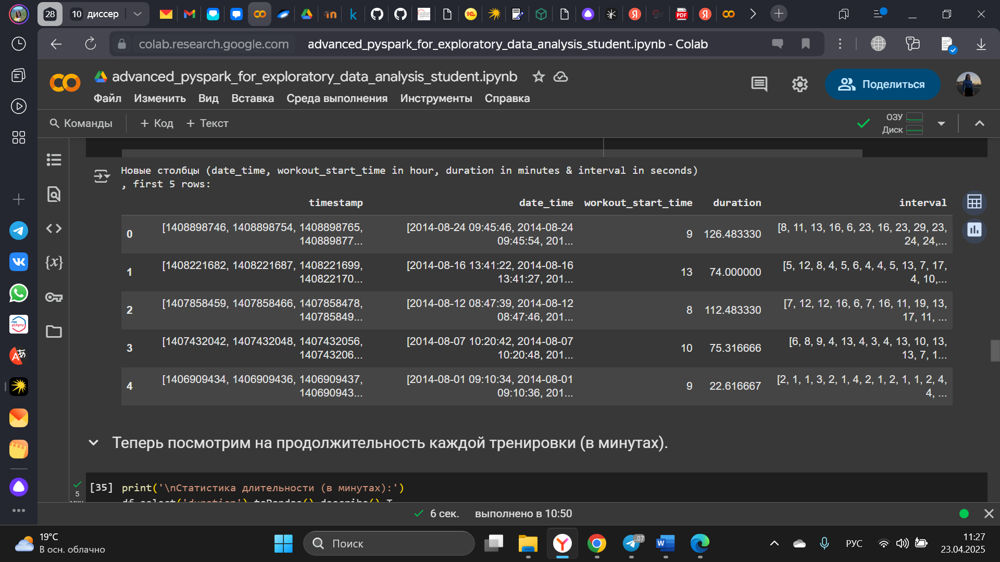 28
10 диссер
colab.research.google.com
advanced_pyspark_for_exploratory_data_analysis_student.ipynb - Colab
advanced_pyspark_for_exploratory_data_analysis_student.ipynb
Поделиться
Файл Изменить Вид Вставка Среда выполнения Инструменты Справка
Команды
+ Код + Текст
ОЗУ
Диск
Новые столбцы (date_time, workout_start_time in hour, duration in minutes & interval in seconds)
, first 5 rows:
timestamp date_time workout_start_time duration interval
0 [1408898746, 1408898754, 1408898765, 140889877... [2014-08-24 09:45:46, 2014-08-24 09:45:54, 201... 9 126.483330 [8, 11, 13, 16, 6, 23, 16, 23, 29, 23, 24, 24,...
1 [1408221682, 1408221687, 1408221699, 140822170... [2014-08-16 13:41:22, 2014-08-16 13:41:27, 201... 13 74.000000 [5, 12, 8, 4, 5, 6, 4, 4, 5, 13, 7, 17, 4, 10,...
2 [1407858459, 1407858466, 1407858478, 140785849... [2014-08-12 08:47:39, 2014-08-12 08:47:46, 201... 8 112.483330 [7, 12, 12, 16, 6, 7, 16, 11, 19, 13, 17, 11, ...
3 [1407432042, 1407432048, 1407432056, 140743206... [2014-08-07 10:20:42, 2014-08-07 10:20:48, 201... 10 75.316666 [6, 8, 9, 4, 13, 4, 3, 4, 13, 10, 13, 13, 7, 1...
4 [1406909434, 1406909436, 1406909437, 140690943... [2014-08-01 09:10:34, 2014-08-01 09:10:36, 201... 9 22.616667 [2, 1, 1, 3, 2, 1, 4, 2, 1, 2, 1, 1, 2, 4, 4, ...
Теперь посмотрим на продолжительность каждой тренировки (в минутах).
5
[35] print('\nСтатистика длительности (в минутах):')
df.select('duration').toPandas().describe().T
6 сек. выполнено в 10:50
19°C
В осн. облачно
Поиск
РУС
11:27
23.04.2025